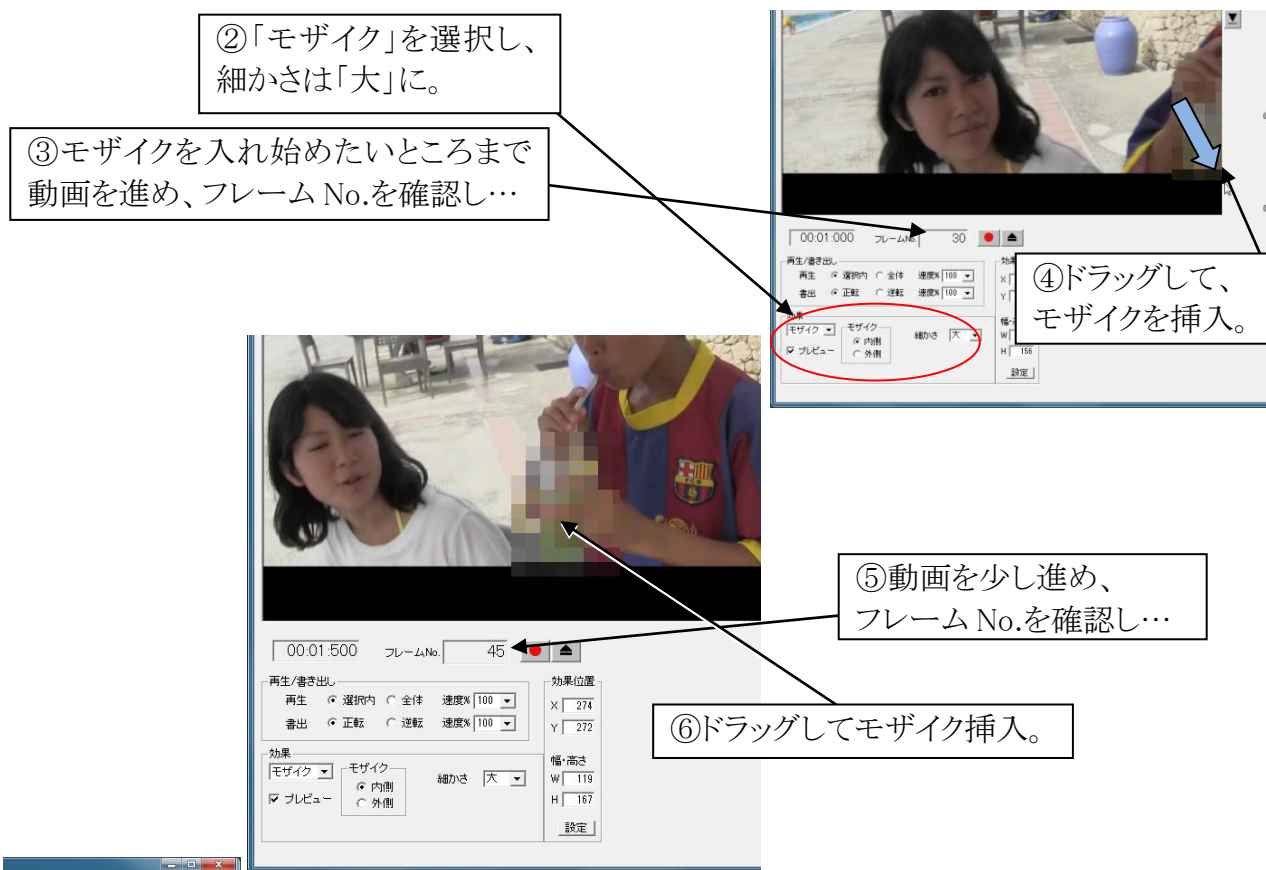 ②「モザイク」を選択し、
細かさは「大」に。
③モザイクを入れ始めたいところまで
動画を進め、フレーム No.を確認し…
00:01:000 フレームNo. 30
再生/書き出し
再生 選択内 全体 速度% 100
書出 正転 逆転 速度% 100
効果
モザイク モザイク 細かさ 大
内側
プレビュー 外側
X
Y
W
H 156
設定
④ドラッグして、
モザイクを挿入。
⑤動画を少し進め、
フレーム No.を確認し…
00:01:500 フレームNo. 45
再生/書き出し 効果位置
再生 選択内 全体 速度% 100 X 274
書出 正転 逆転 速度% 100 Y 272
効果 幅・高さ
モザイク モザイク 細かさ 大 W 119
内側
プレビュー 外側 H 167
設定
⑥ドラッグしてモザイク挿入。